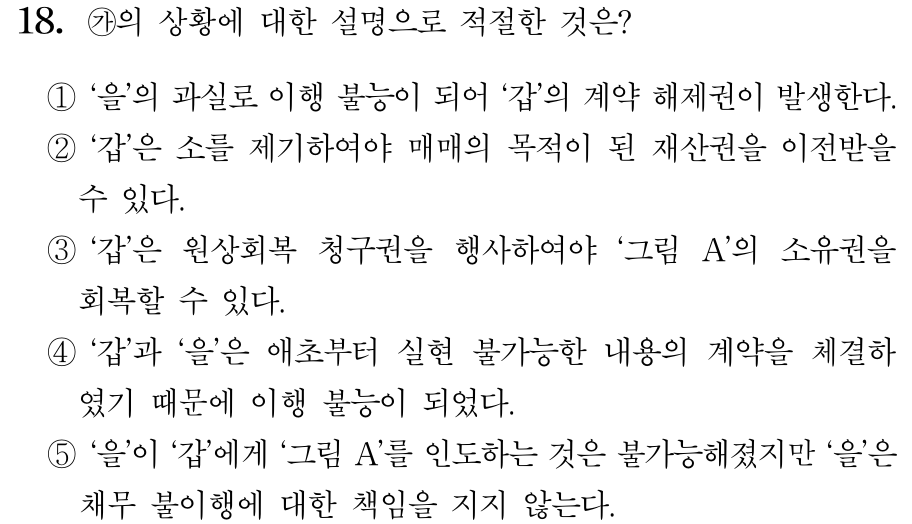 18. ㉮의 상황에 대한 설명으로 적절한 것은?
① ‘을’의 과실로 이행 불능이 되어 ‘갑’의 계약 해제권이 발생한다.
② ‘갑’은 소를 제기하여야 매매의 목적이 된 재산권을 이전받을
수 있다.
③ ‘갑’은 원상회복 청구권을 행사하여야 ‘그림 A’의 소유권을
회복할 수 있다.
④ ‘갑’과 ‘을’은 애초부터 실현 불가능한 내용의 계약을 체결하
였기 때문에 이행 불능이 되었다.
⑤ ‘을’이 ‘갑’에게 ‘그림 A’를 인도하는 것은 불가능해졌지만 ‘을’은
채무 불이행에 대한 책임을 지지 않는다.